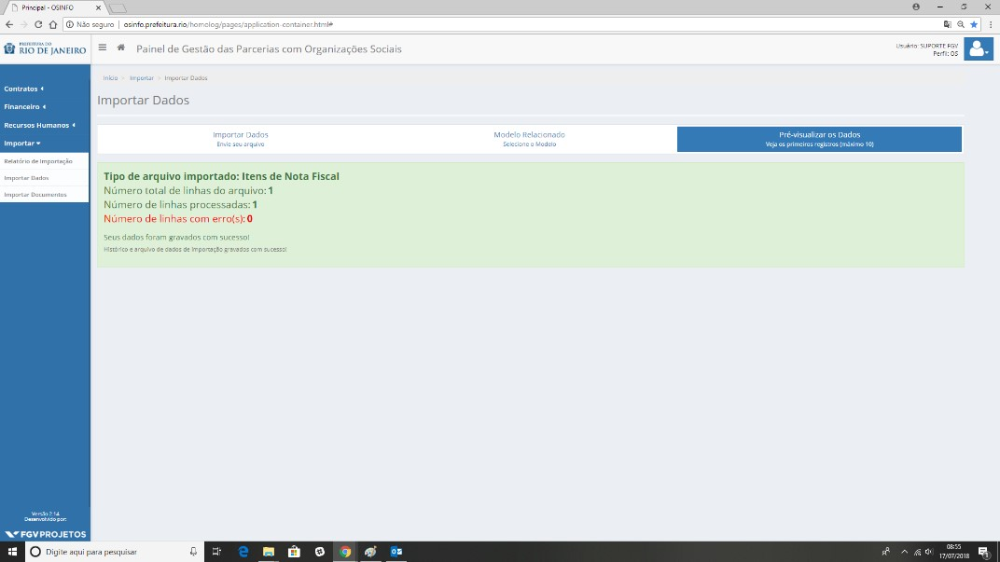 Principal - OSINFO
Não seguro
osinfo.prefeitura.rio/homolog/pages/application-container.html#
PREFEITURA DO
RIO DE JANEIRO
Painel de Gestão das Parcerias com Organizações Sociais
Usuário: SUPORTE FGV
Perfil: OS
Contratos
Financeiro
Recursos Humanos
Importar
Relatório de Importação
Importar Dados
Importar Documentos
Início > Importar > Importar Dados
Importar Dados
Importar Dados
Envie seu arquivo
Modelo Relacionado
Selecione o Modelo
Pré-visualizar os Dados
Veja os primeiros registros (máximo 10)
Tipo de arquivo importado: Itens de Nota Fiscal
Número total de linhas do arquivo: 1
Número de linhas processadas: 1
Número de linhas com erro(s): 0
Seus dados foram gravados com sucesso!
Histórico e arquivo de dados de importação gravados com sucesso!
Versão 2.14
Desenvolvido por:
FGV PROJETOS
Digite aqui para pesquisar
08:55
17/07/2018